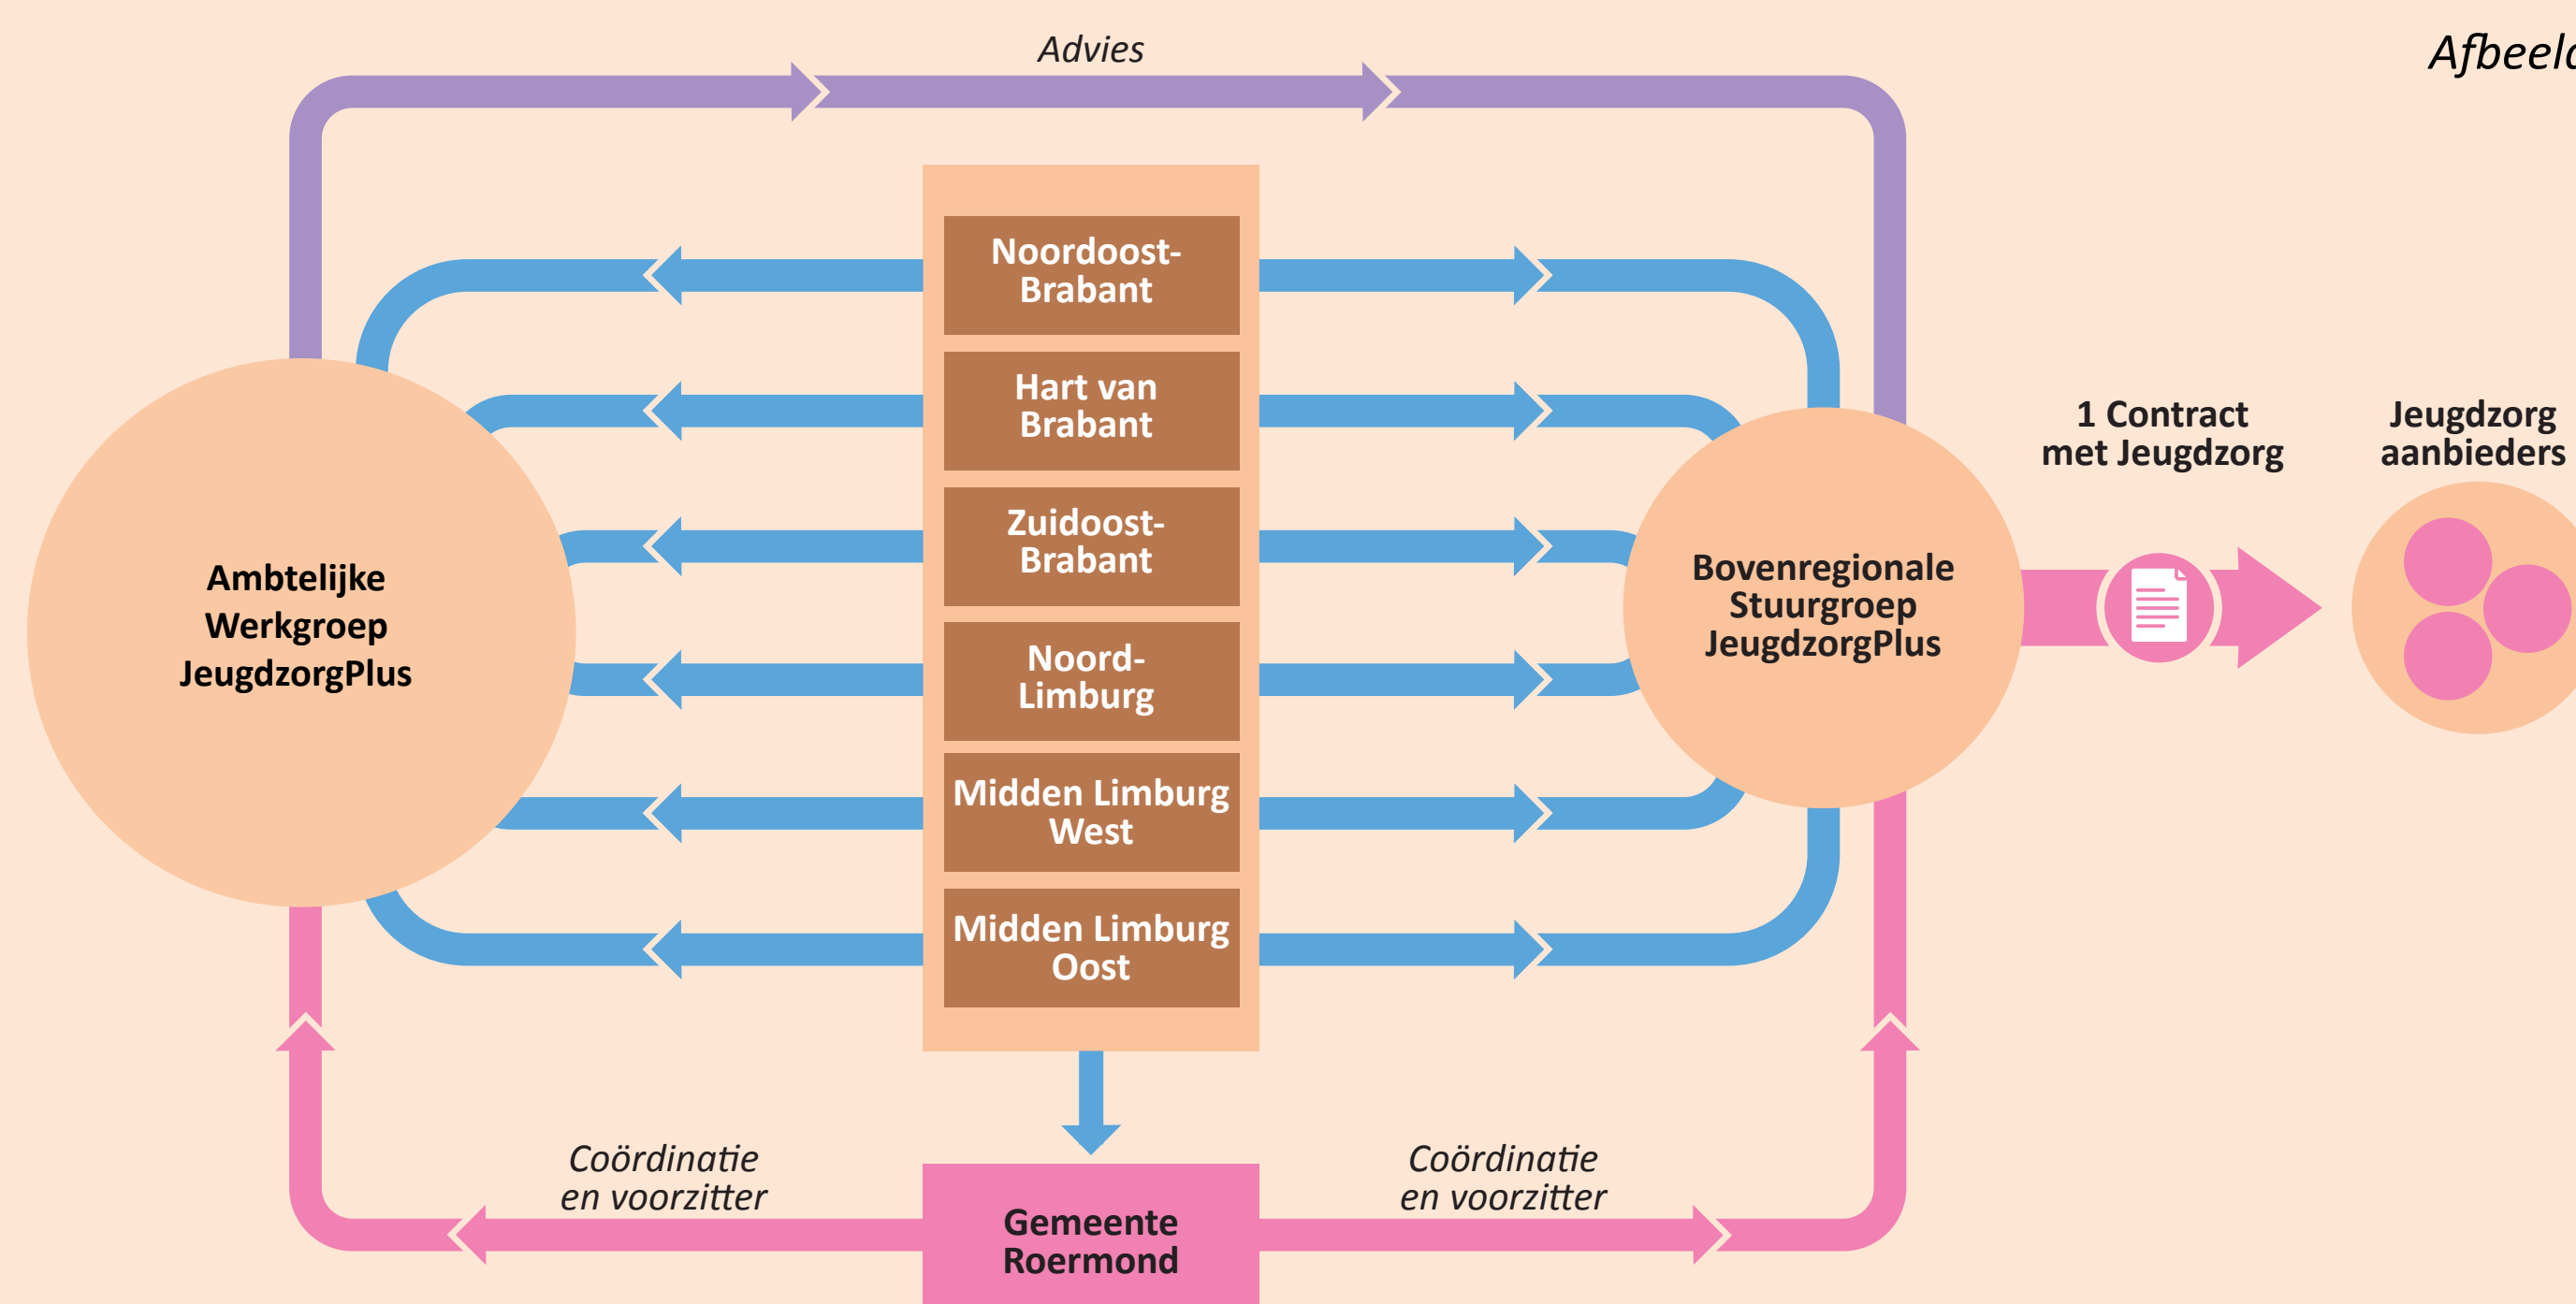 Advies
Noordoost-
Brabant
Hart van
Brabant
Zuidoost-
Brabant
Noord-
Limburg
Midden Limburg
West
Midden Limburg
Oost
Ambtelijke
Werkgroep
JeugdzorgPlus
Bovenregionale
Stuurgroep
JeugdzorgPlus
1 Contract
met Jeugdzorg
Jeugdzorg
aanbieders
Coördinatie
en voorzitter
Coördinatie
en voorzitter
Gemeente
Roermond